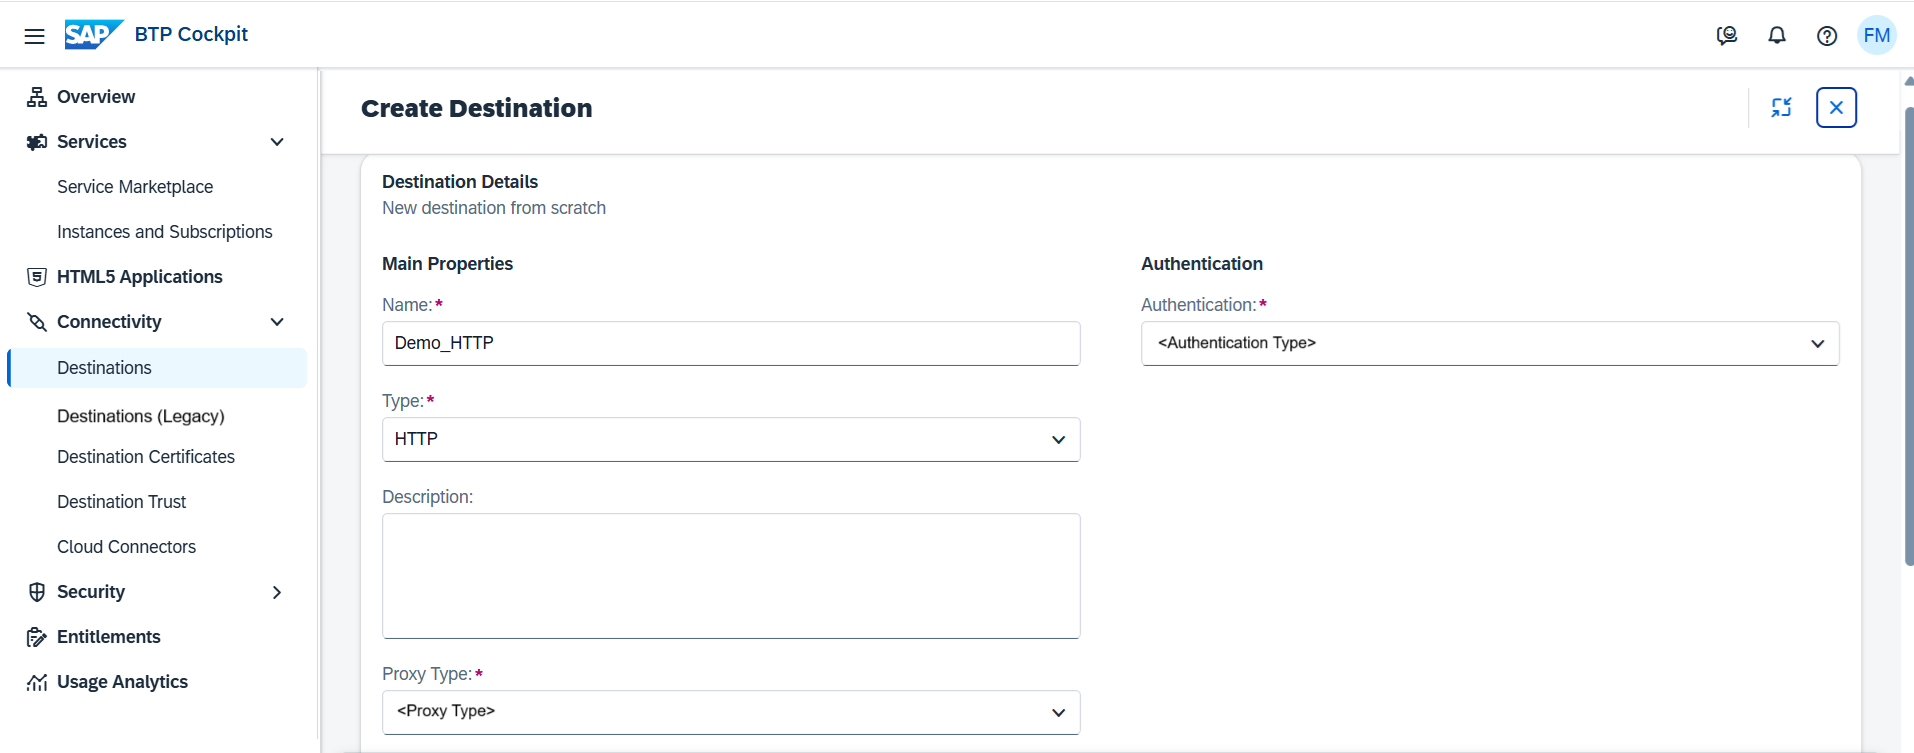 SAP BTP Cockpit
FM
Overview
Services
Service Marketplace
Instances and Subscriptions
HTML5 Applications
Connectivity
Destinations
Destinations (Legacy)
Destination Certificates
Destination Trust
Cloud Connectors
Security
Entitlements
Usage Analytics
Create Destination
Destination Details
New destination from scratch
Main Properties
Name:*
Demo_HTTP
Type:*
HTTP
Description:
Proxy Type:*
<Proxy Type>
Authentication
Authentication:*
<Authentication Type>